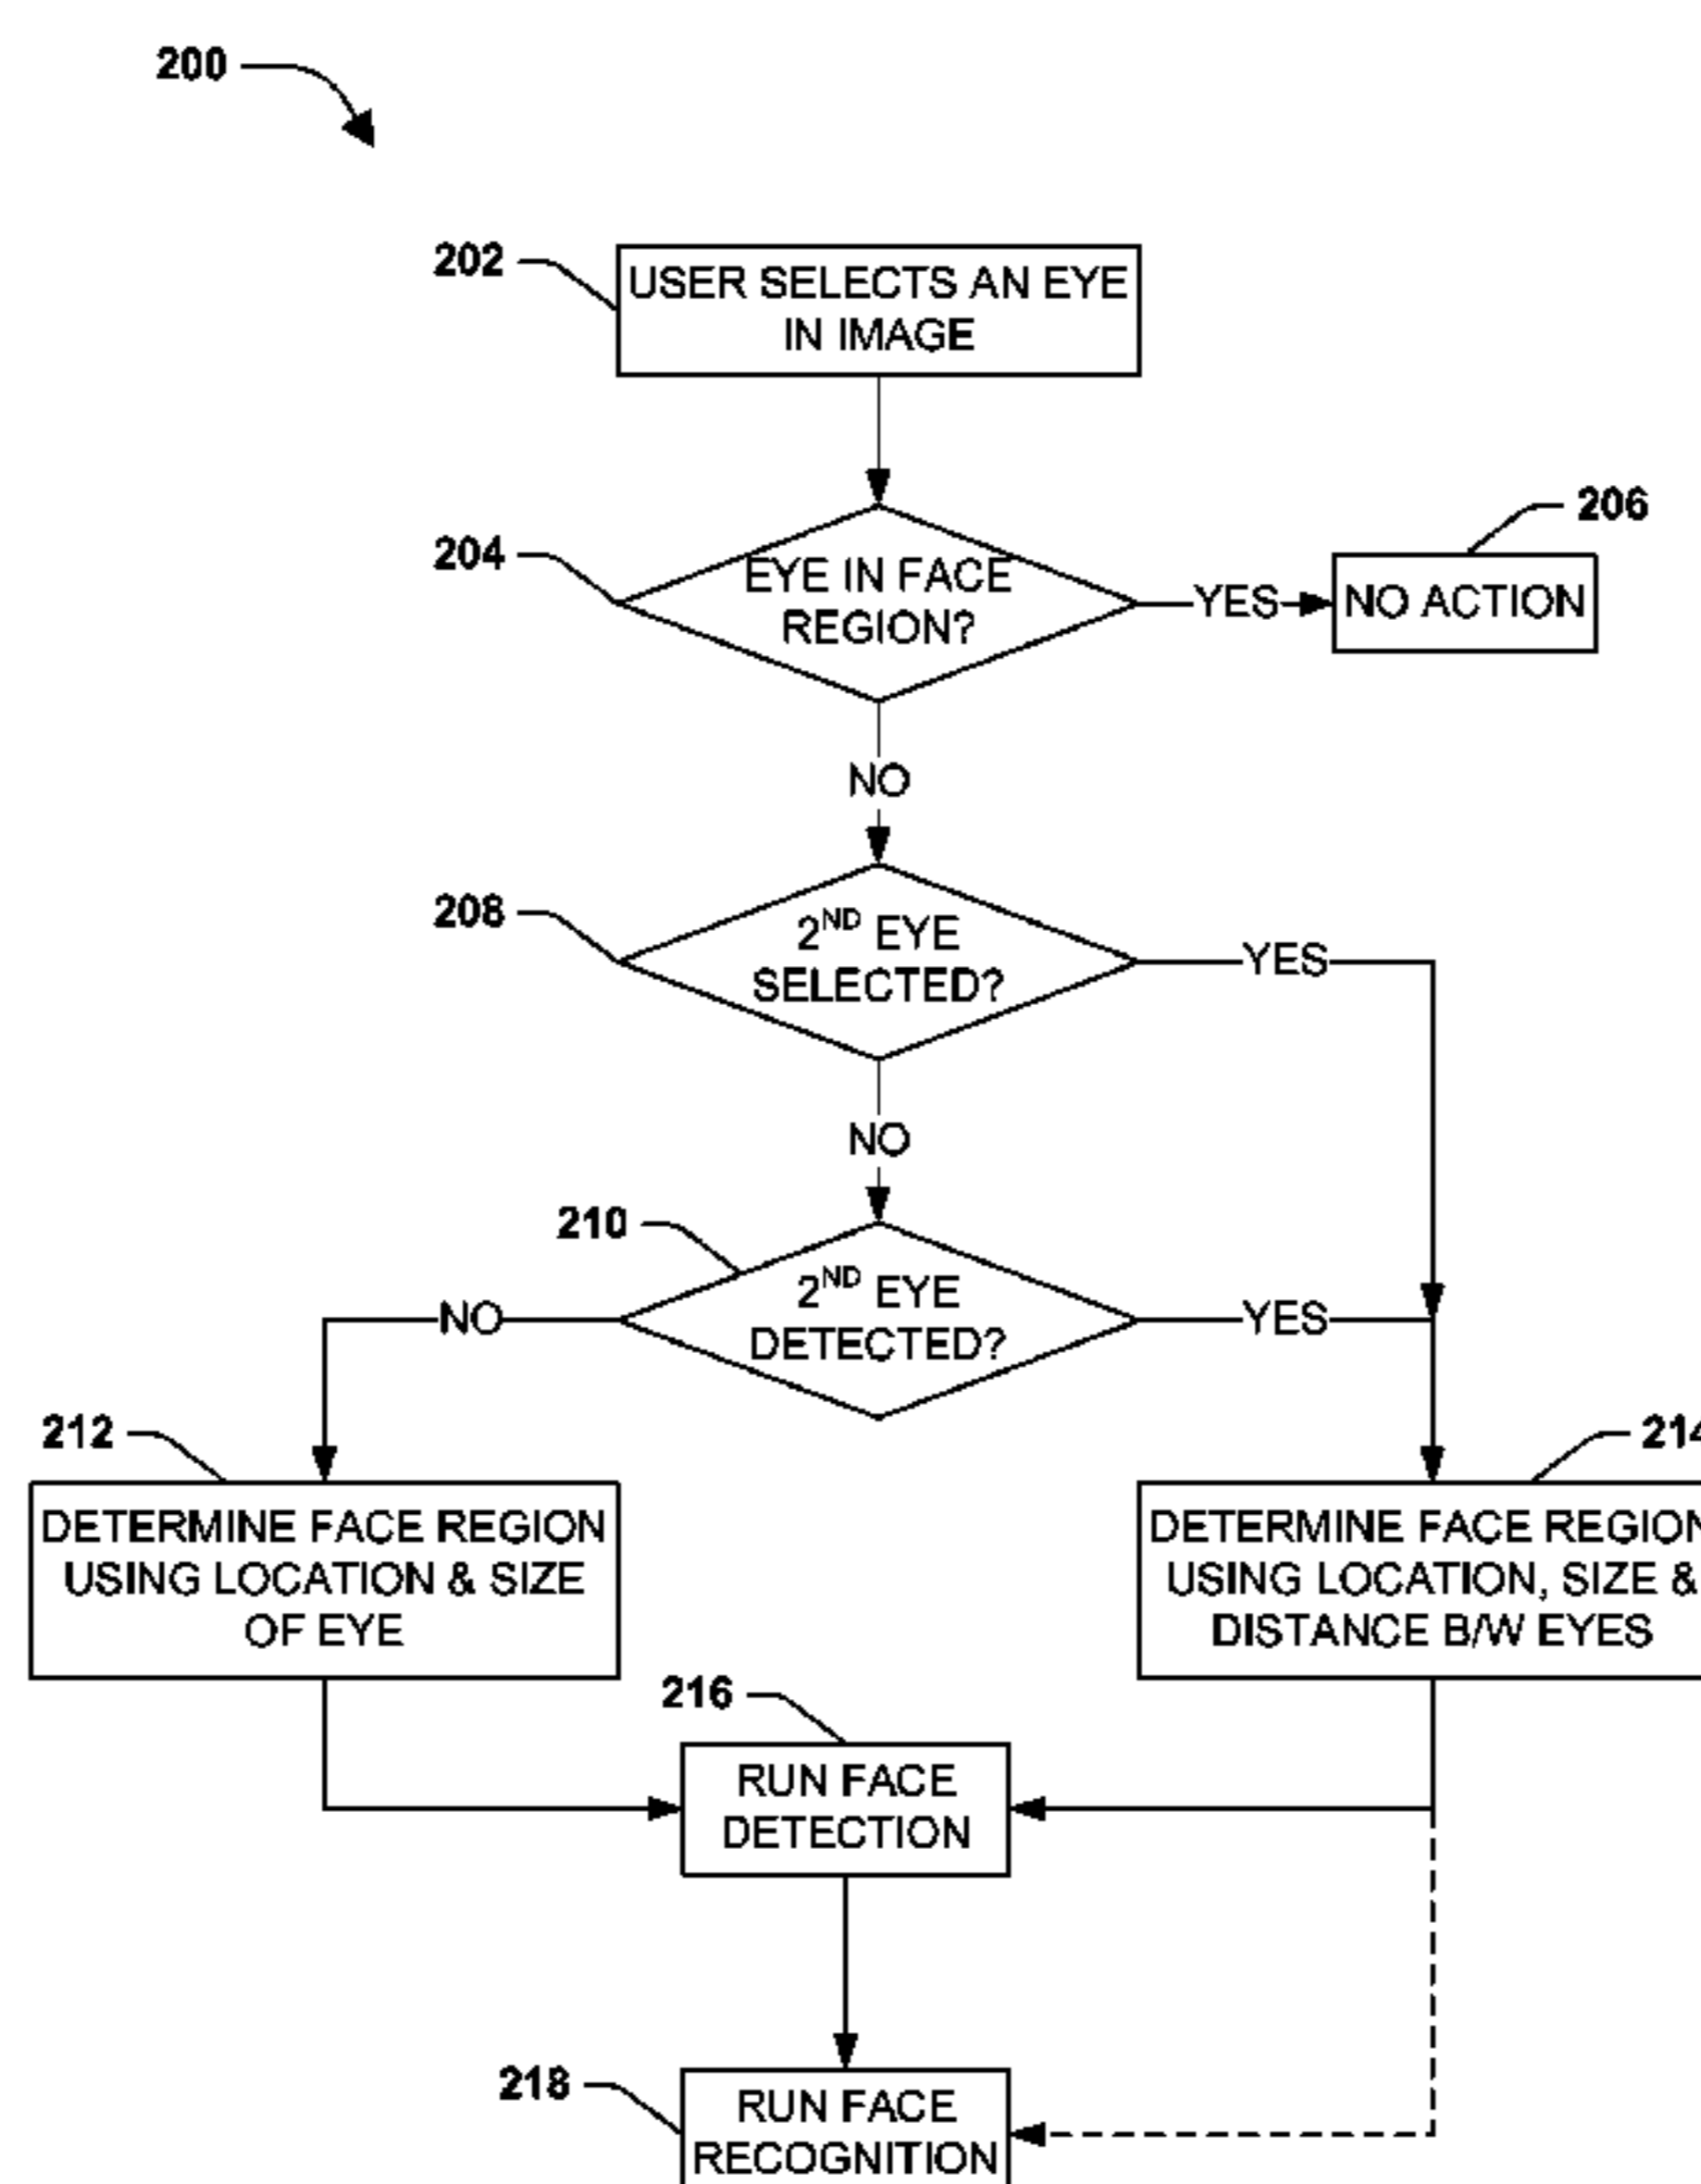 200
202
USER SELECTS AN EYE
IN IMAGE
204
EYE IN FACE
REGION?
YES
206
NO ACTION
NO
208
2ND EYE
SELECTED?
YES
NO
210
2ND EYE
DETECTED?
NO
YES
212
DETERMINE FACE REGION
USING LOCATION & SIZE
OF EYE
214
DETERMINE FACE REGION
USING LOCATION, SIZE &
DISTANCE B/W EYES
216
RUN FACE
DETECTION
218
RUN FACE
RECOGNITION